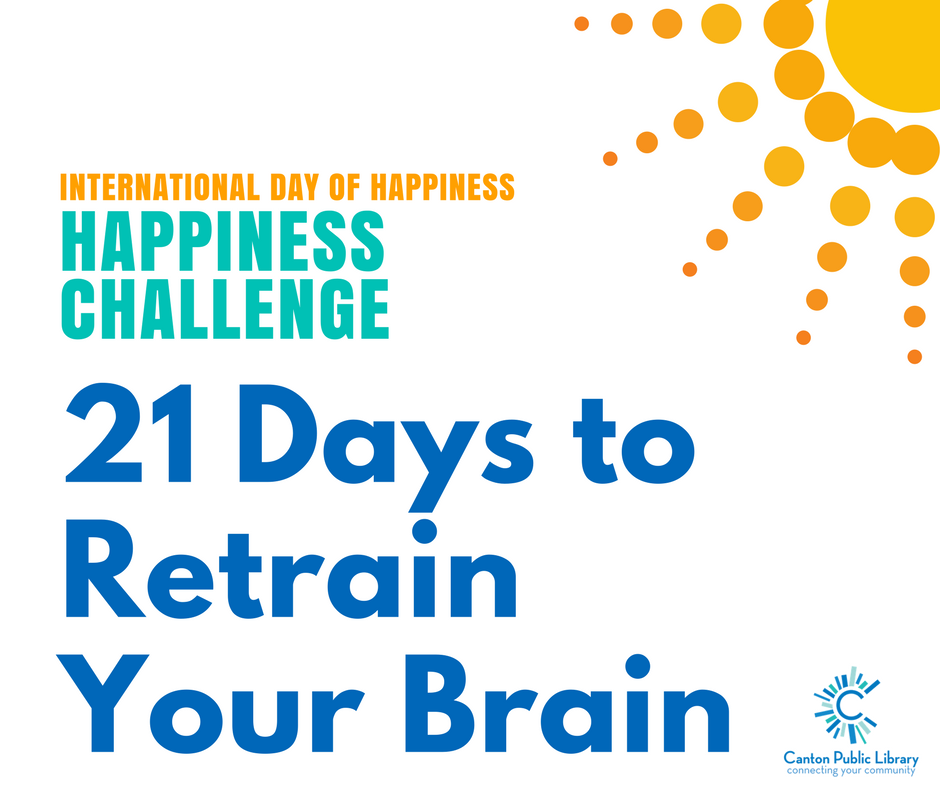 INTERNATIONAL DAY OF HAPPINESS
HAPPINESS
CHALLENGE
21 Days to
Retrain
Your Brain
C
Canton Public Library
connecting your community